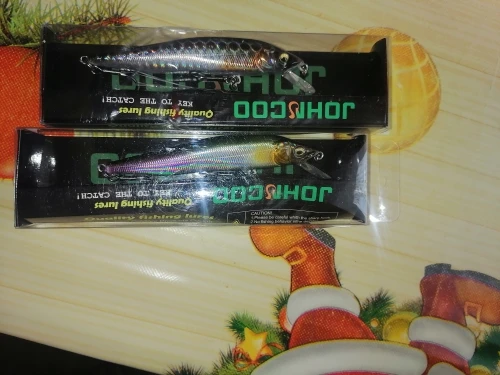 JOHNCOO
KEY TO THE CATCH!
Quality fishing lures
JOHNCOO
KEY TO THE CATCH!
Quality fishing lures
CAUTION!